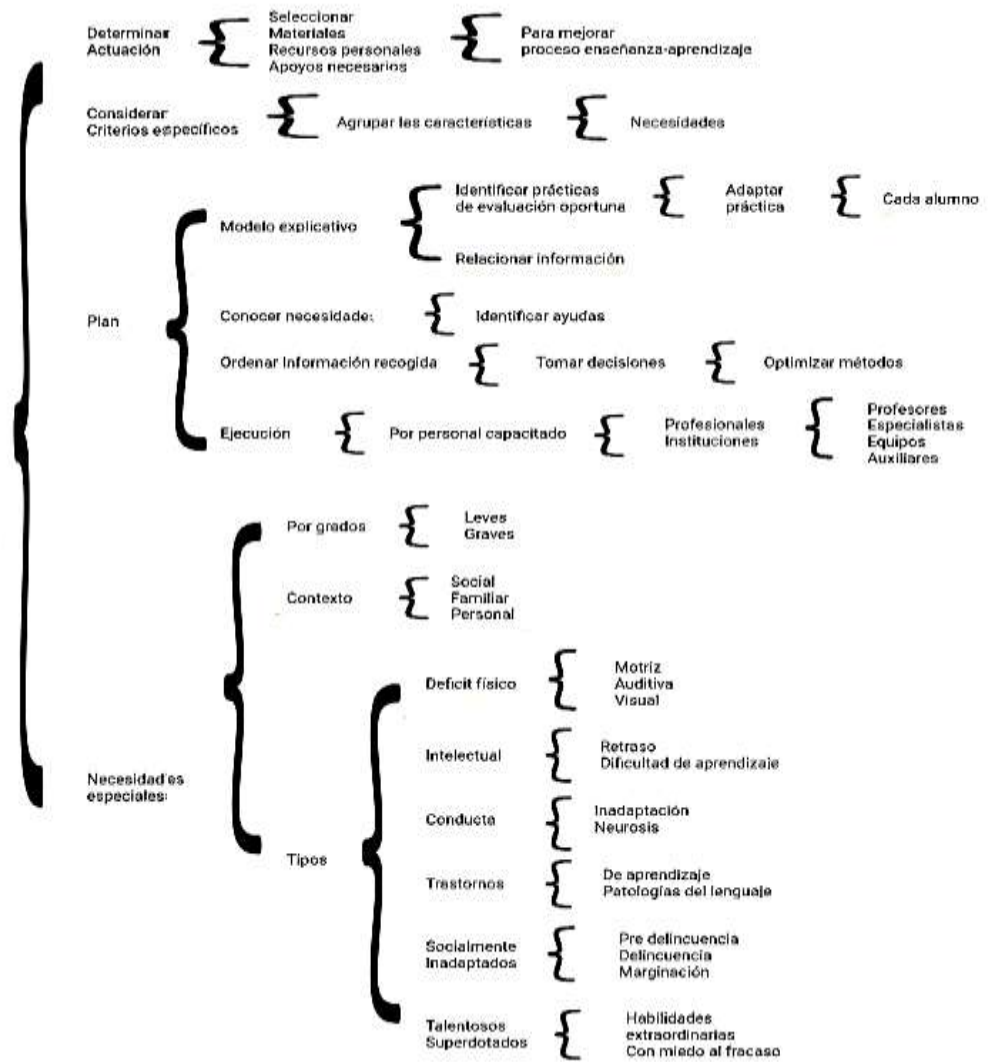 Determinar
Actuación
Seleccionar
Materiales
Recursos personales
Apoyos necesarios
Para mejorar
proceso enseñanza-aprendizaje
Considerar
Criterios específicos
Agrupar las características
Necesidades
Plan
Modelo explicativo
Identificar prácticas
de evaluación oportuna
Adaptar
práctica
Cada alumno
Relacionar información
Conocer necesidade:
Identificar ayudas
Ordenar Información recogida
Tomar decisiones
Optimizar métodos
Ejecución
Por personal capacitado
Profesionales
Instituciones
Profesores
Especialistas
Equipos
Auxiliares
Necesidades
especiales:
Por grados
Leves
Graves
Contexto
Social
Familiar
Personal
Tipos
Deficit físico
Motriz
Auditiva
Visual
Intelectual
Retraso
Dificultad de aprendizaje
Conducta
Inadaptación
Neurosis
Trastornos
De aprendizaje
Patologías del lenguaje
Socialmente
Inadaptados
Pre delincuencia
Delincuencia
Marginación
Talentosos
Superdotados
Habilidades
extraordinarias
Con miedo al fracaso